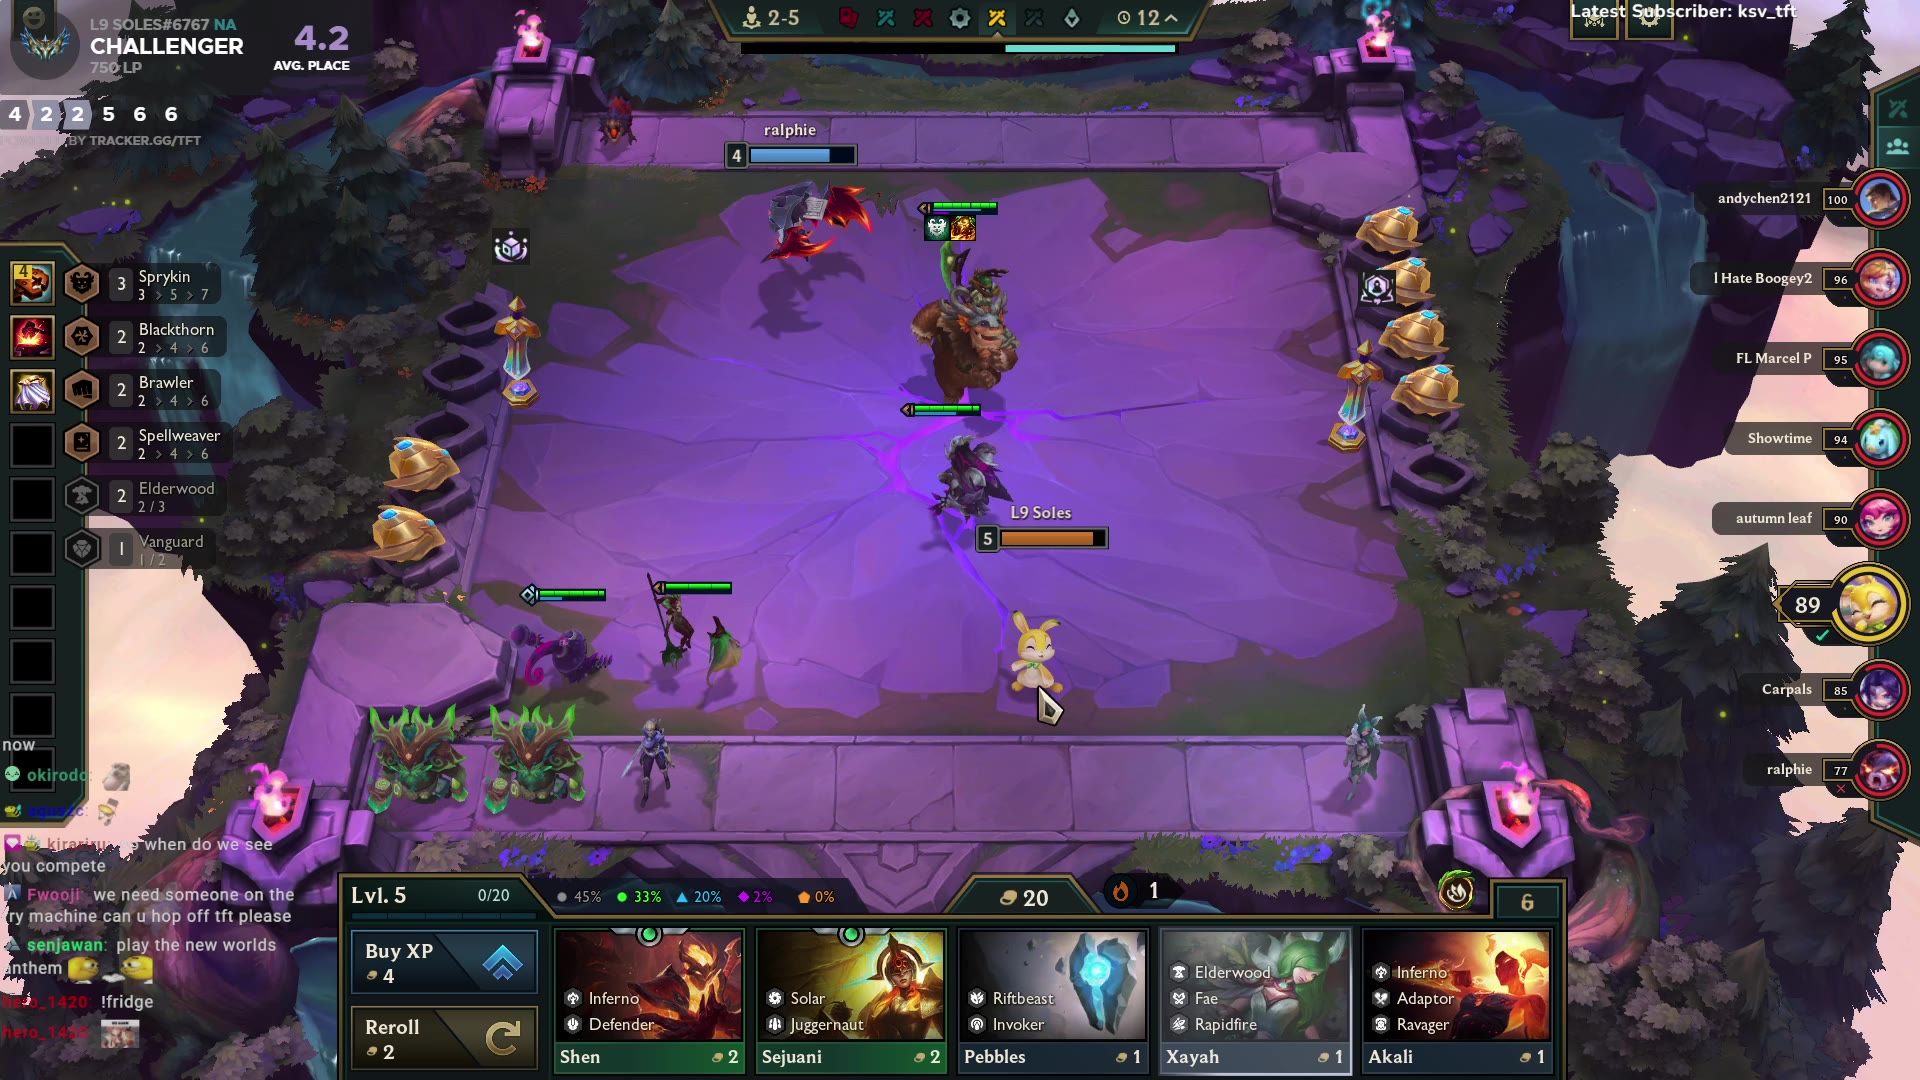 L9 SOLES#6767 NA
CHALLENGER
750 LP
4.2
AVG. PLACE
4 2 2 5 6 6
BY TRACKER.GG/TFT
2-5
12
Latest Subscriber: ksv_tft
ralphie
4
4
3 Sprykin
3 > 5 > 7
2 Blackthorn
2 > 4 > 6
2 Brawler
2 > 4 > 6
2 Spellweaver
2 > 4 > 6
2 Elderwood
2 / 3
1 Vanguard
1 / 2
L9 Soles
5
andychen2121 100
I Hate Boogey2 96
FL Marcel P 95
Showtime 94
autumn leaf 90
89
Carpals 85
ralphie 77
now
okirodo:
kirariru: when do we see
you compete
Fwooji: we need someone on the
ry machine can u hop off tft please
senjawan: play the new worlds
anthem
hero_1420: !fridge
hero_1420:
Lvl. 5 0/20
45% 33% 20% 2% 0%
20
1
6
Buy XP
4
Reroll
2
Inferno
Defender
Shen 2
Solar
Juggernaut
Sejuani 2
Riftbeast
Invoker
Pebbles 1
Elderwood
Fae
Rapidfire
Xayah 1
Inferno
Adaptor
Ravager
Akali 1